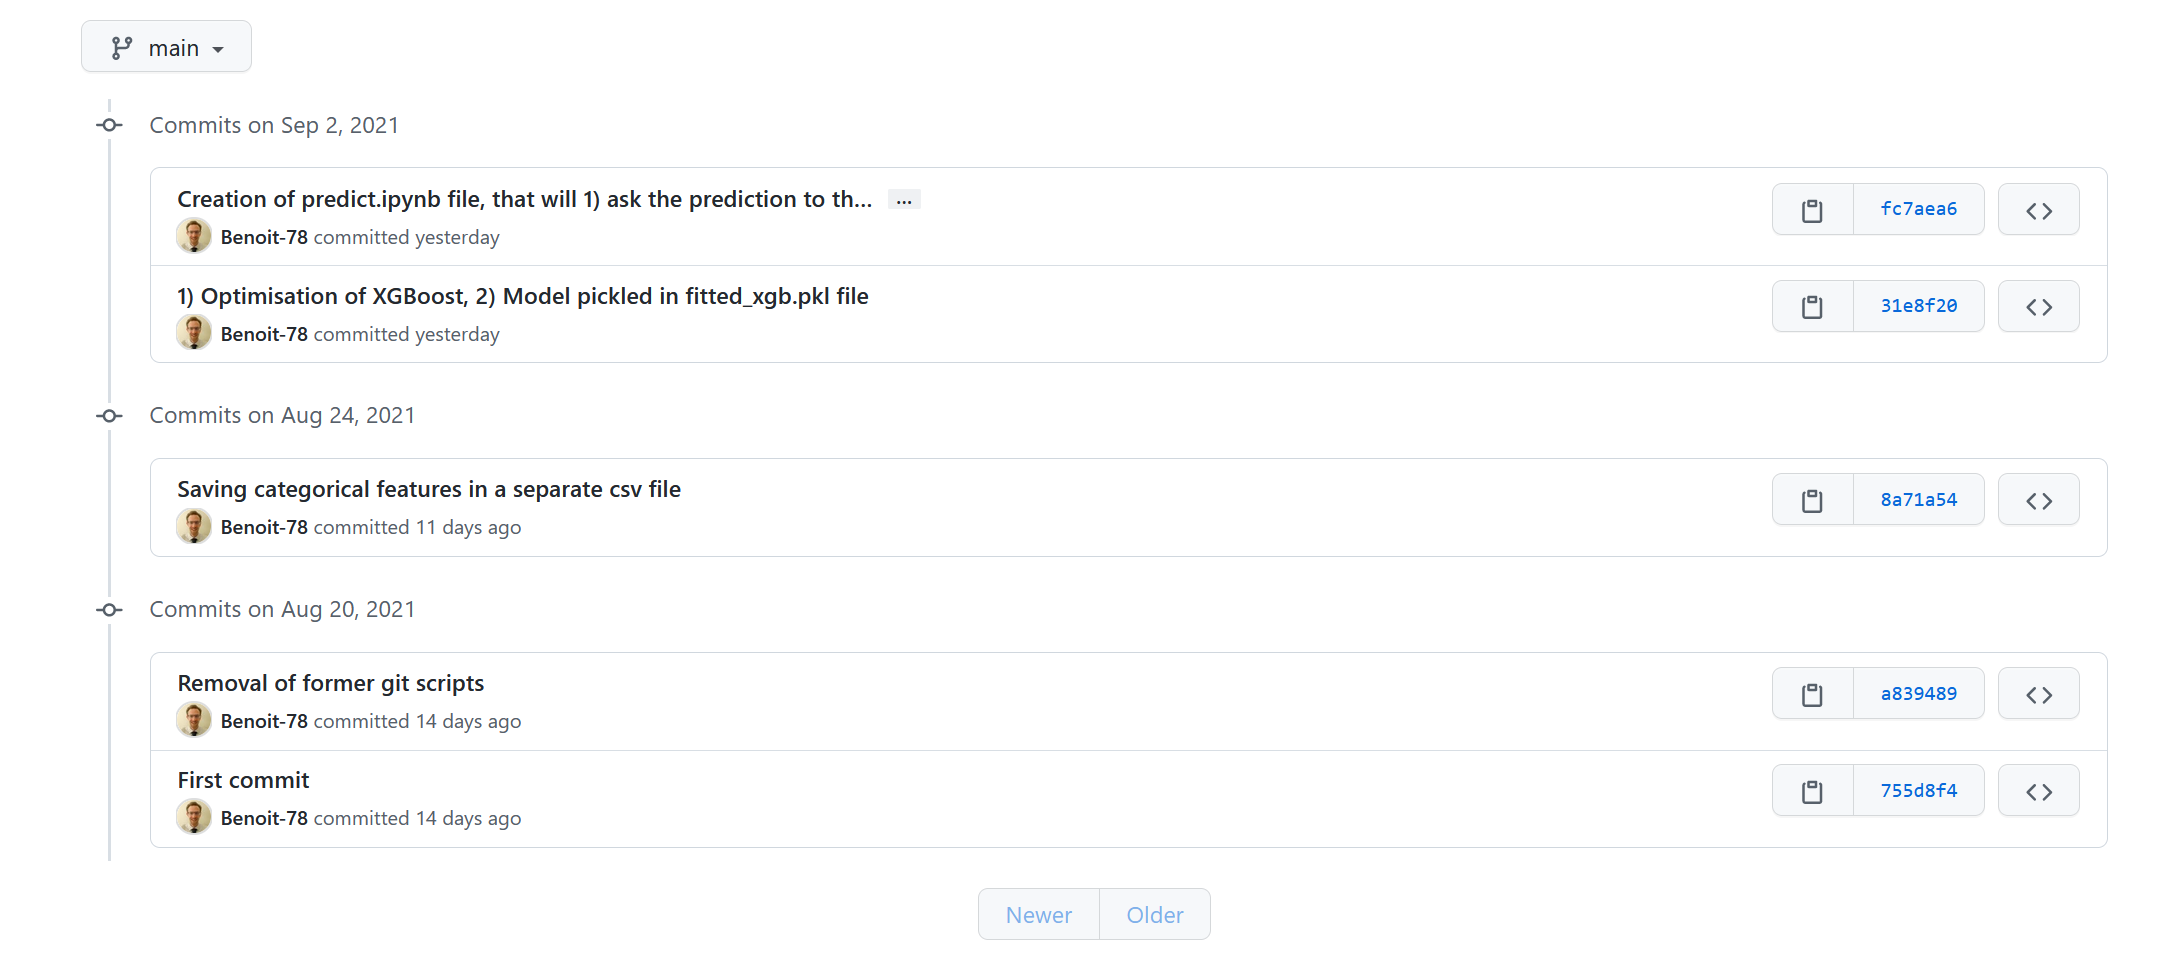 main
Commits on Sep 2, 2021
Creation of predict.ipynb file, that will 1) ask the prediction to th... ...
fc7aea6
Benoit-78 committed yesterday
1) Optimisation of XGBoost, 2) Model pickled in fitted_xgb.pkl file
31e8f20
Benoit-78 committed yesterday
Commits on Aug 24, 2021
Saving categorical features in a separate csv file
8a71a54
Benoit-78 committed 11 days ago
Commits on Aug 20, 2021
Removal of former git scripts
a839489
Benoit-78 committed 14 days ago
First commit
755d8f4
Benoit-78 committed 14 days ago
Newer Older